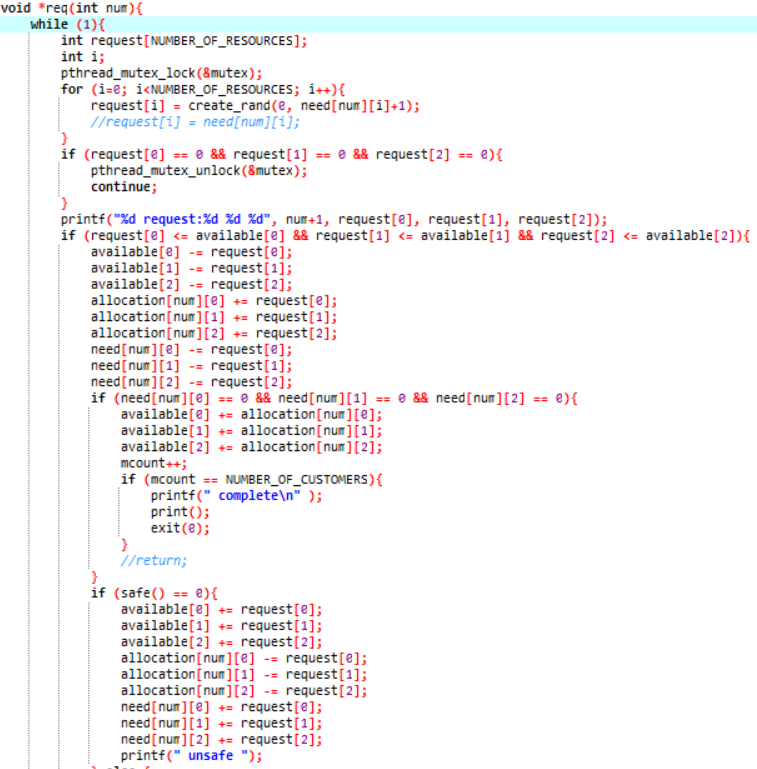 void *req(int num){
while (1){
int request[NUMBER_OF_RESOURCES];
int i;
pthread_mutex_lock(&mutex);
for (i=0; i<NUMBER_OF_RESOURCES; i++){
request[i] = create_rand(0, need[num][i]+1);
//request[i] = need[num][i];
}
if (request[0] == 0 && request[1] == 0 && request[2] == 0){
pthread_mutex_unlock(&mutex);
continue;
}
printf("%d request:%d %d %d", num+1, request[0], request[1], request[2]);
if (request[0] <= available[0] && request[1] <= available[1] && request[2] <= available[2]){
available[0] -= request[0];
available[1] -= request[1];
available[2] -= request[2];
allocation[num][0] += request[0];
allocation[num][1] += request[1];
allocation[num][2] += request[2];
need[num][0] -= request[0];
need[num][1] -= request[1];
need[num][2] -= request[2];
if (need[num][0] == 0 && need[num][1] == 0 && need[num][2] == 0){
available[0] += allocation[num][0];
available[1] += allocation[num][1];
available[2] += allocation[num][2];
mcount++;
if (mcount == NUMBER_OF_CUSTOMERS){
printf(" complete\n" );
print();
exit(0);
}
//return;
}
if (safe() == 0){
available[0] += request[0];
available[1] += request[1];
available[2] += request[2];
allocation[num][0] -= request[0];
allocation[num][1] -= request[1];
allocation[num][2] -= request[2];
need[num][0] += request[0];
need[num][1] += request[1];
need[num][2] += request[2];
printf(" unsafe ");